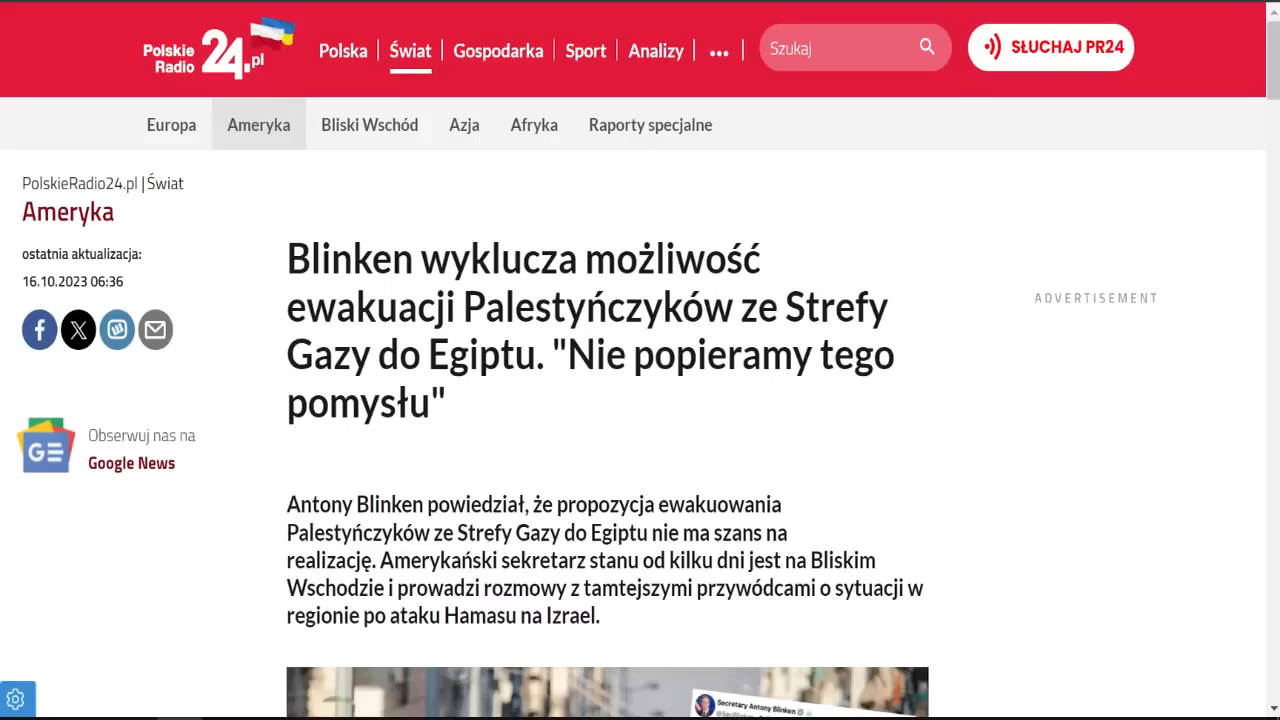 Polskie Radio 24.pl
Polska
Świat
Gospodarka
Sport
Analizy
...
Szukaj
SŁUCHAJ PR24
Europa
Ameryka
Bliski Wschód
Azja
Afryka
Raporty specjalne
PolskieRadio24.pl | Świat
Ameryka
ostatnia aktualizacja:
16.10.2023 06:36
Obserwuj nas na
Google News
Blinken wyklucza możliwość
ewakuacji Palestyńczyków ze Strefy
Gazy do Egiptu. "Nie popieramy tego
pomysłu"
ADVERTISEMENT
Antony Blinken powiedział, że propozycja ewakuowania
Palestyńczyków ze Strefy Gazy do Egiptu nie ma szans na
realizację. Amerykański sekretarz stanu od kilku dni jest na Bliskim
Wschodzie i prowadzi rozmowy z tamtejszymi przywódcami o sytuacji w
regionie po ataku Hamasu na Izrael.
Secretary Antony Blinken